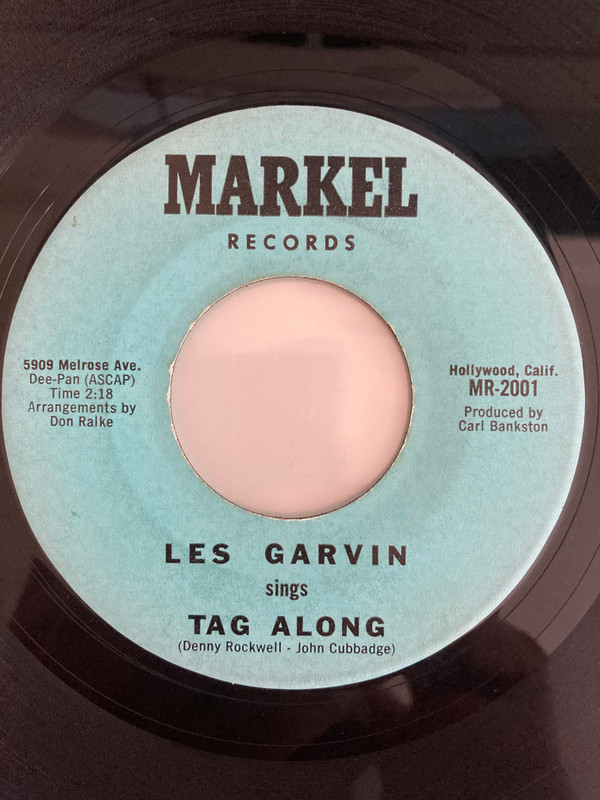 MARKEL
RECORDS
5909 Melrose Ave.
Dee-Pan (ASCAP)
Time 2:18
Arrangements by
Don Ralke
Hollywood, Calif.
MR-2001
Produced by
Carl Bankston
LES GARVIN
sings
TAG ALONG
(Denny Rockwell - John Cubbadge)